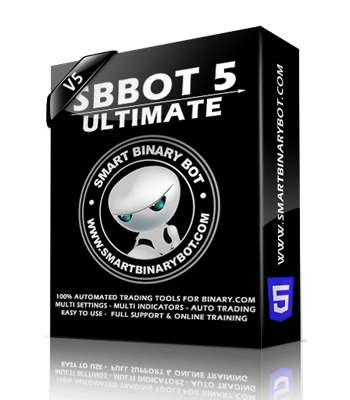 V5
SBBOT 5
ULTIMATE
SMART BINARY BOT
WWW.SMARTBINARYBOT.COM
100% AUTOMATED TRADING TOOLS FOR BINARY.COM
MULTI SETTINGS - MULTI INDICATORS - AUTO TRADING
EASY TO USE - FULL SUPPORT & ONLINE TRAINING
WWW.SMARTBINARYBOT.COM
5